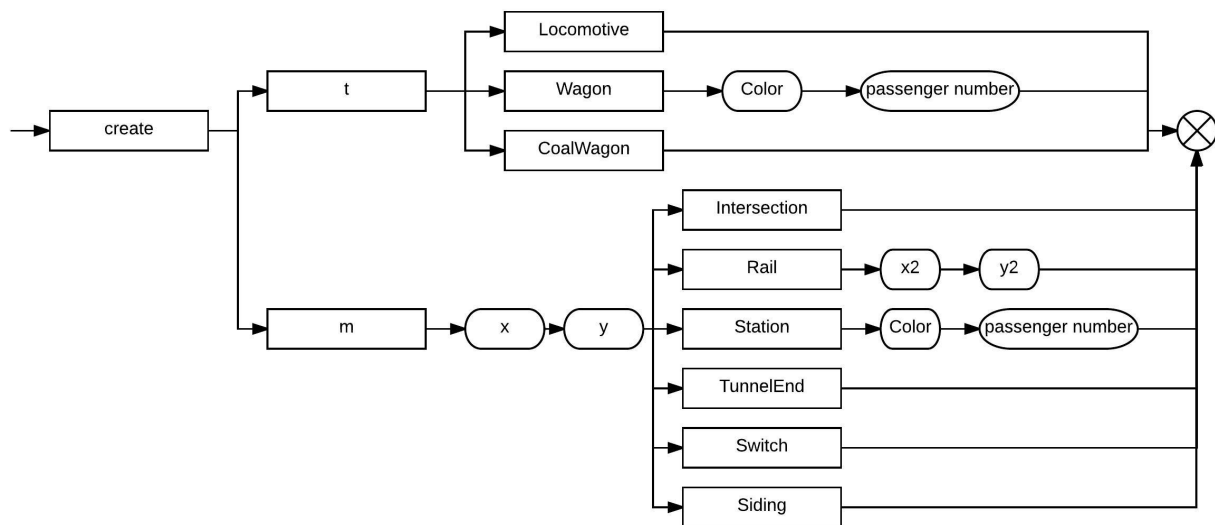 Locomotive
t
Wagon
Color
passenger number
create
CoalWagon
Intersection
Rail
x2
y2
m
x
y
Station
Color
passenger number
TunnelEnd
Switch
Siding